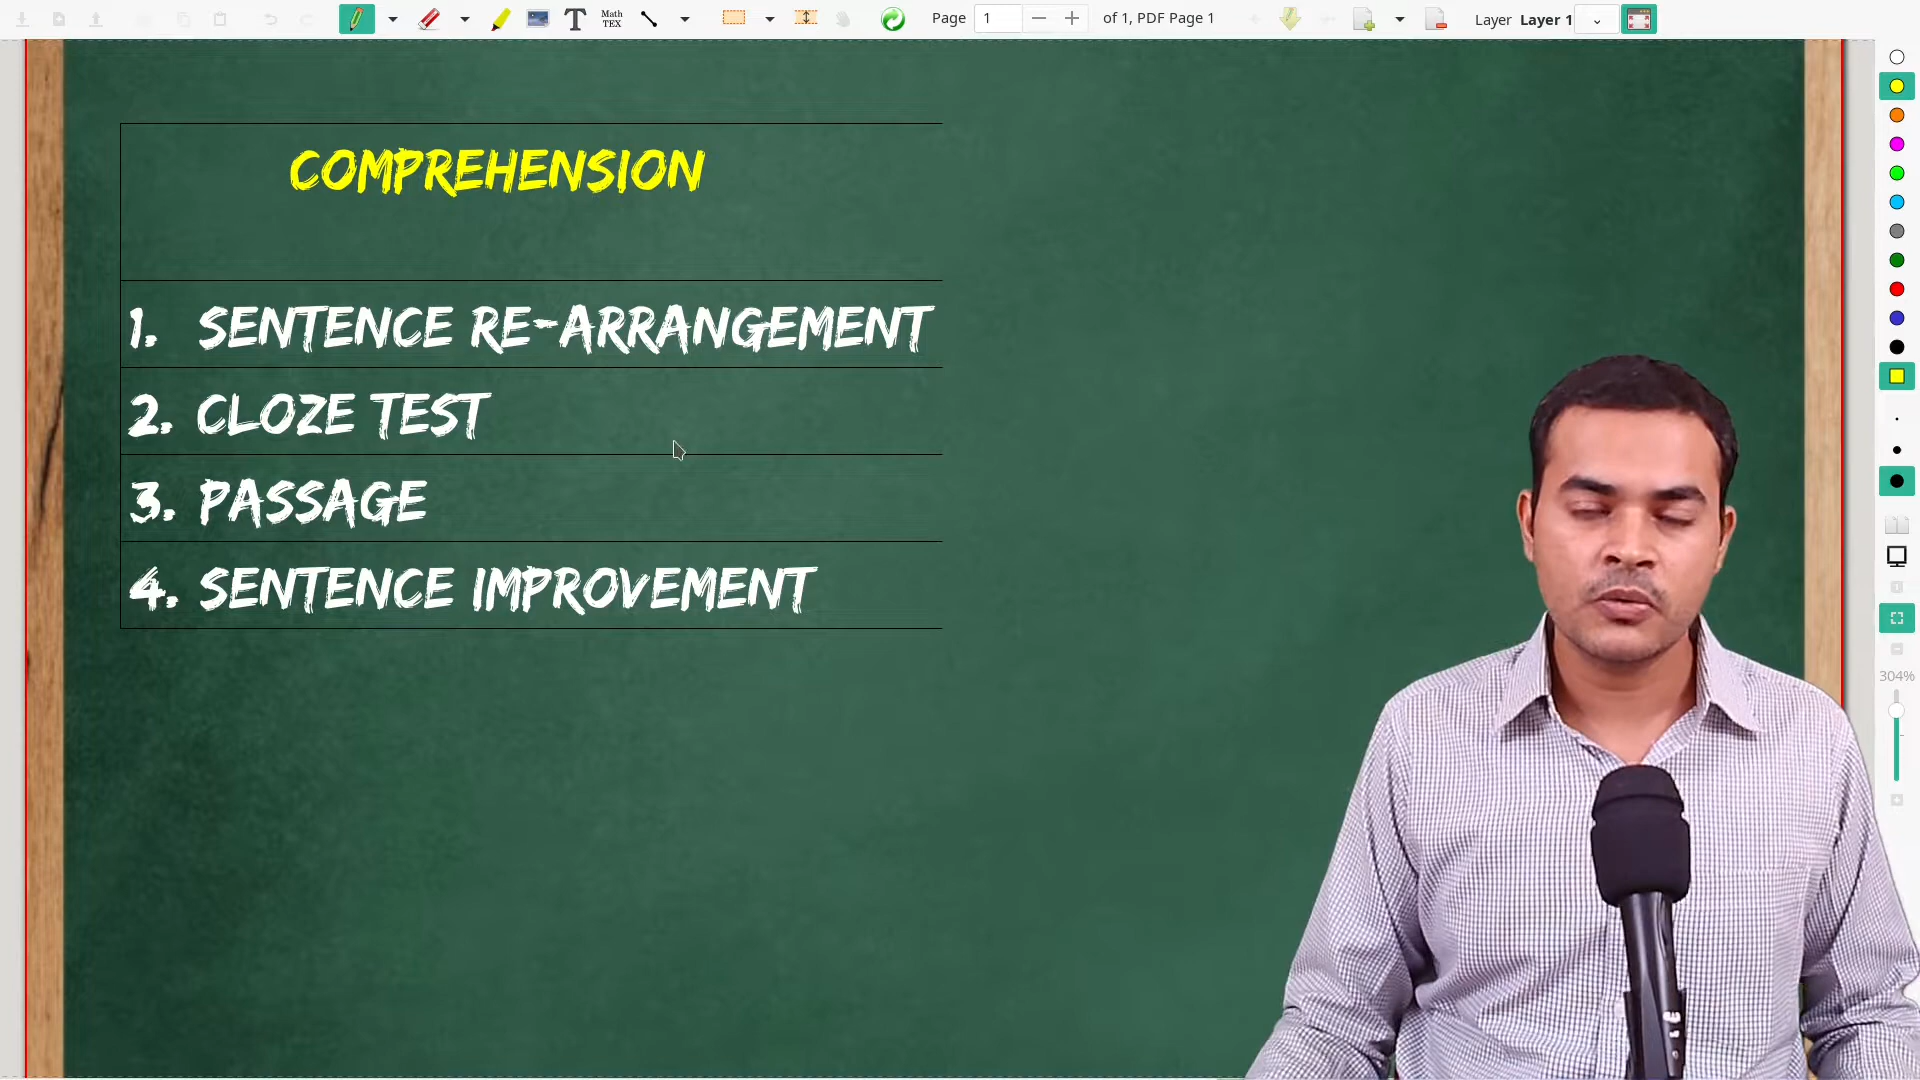 Math
TEX
Page 1 of 1, PDF Page 1
Layer Layer 1
COMPREHENSION
1. SENTENCE RE-ARRANGEMENT
2. CLOZE TEST
3. PASSAGE
4. SENTENCE IMPROVEMENT
304%